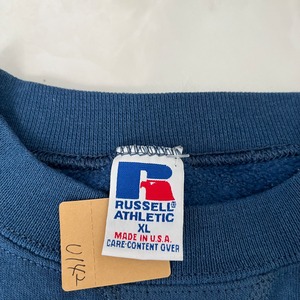 R
RUSSELL®
ATHLETIC
XL
MADE IN U.S.A.
CARE·CONTENT OVER
U142